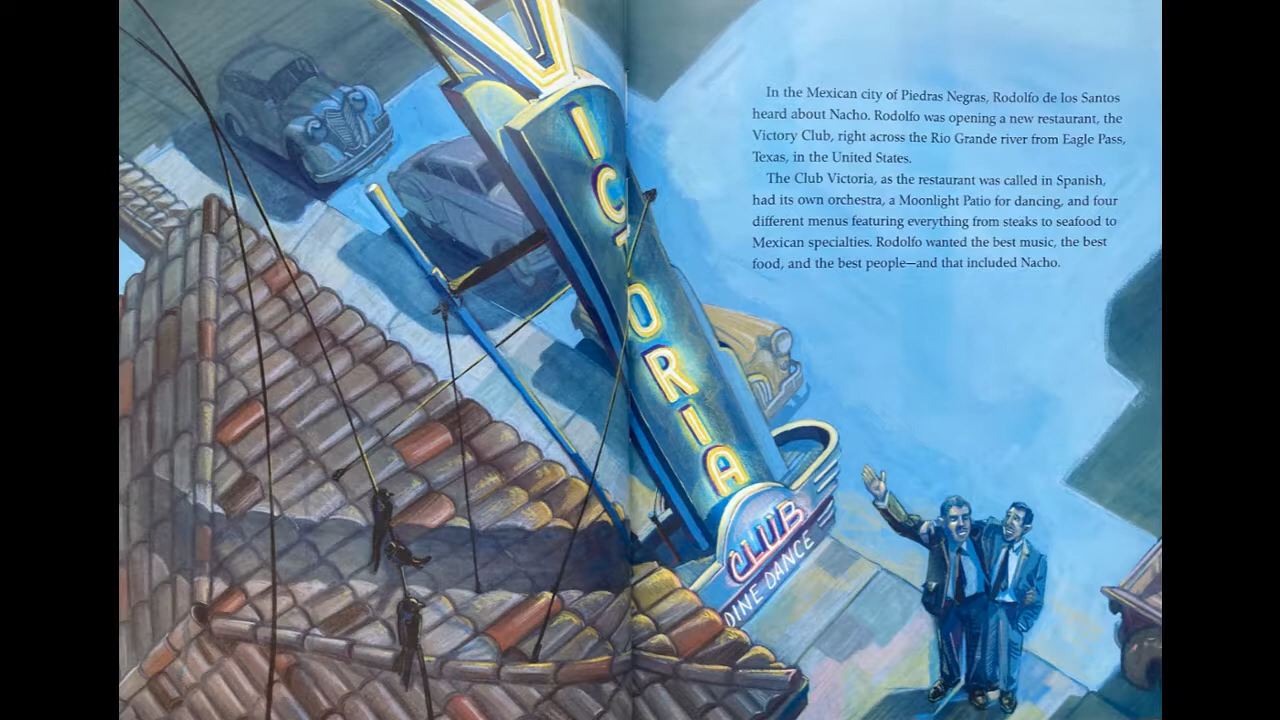 VICTORIA
CLUB
DINE DANCE
In the Mexican city of Piedras Negras, Rodolfo de los Santos
heard about Nacho. Rodolfo was opening a new restaurant, the
Victory Club, right across the Rio Grande river from Eagle Pass,
Texas, in the United States.
The Club Victoria, as the restaurant was called in Spanish,
had its own orchestra, a Moonlight Patio for dancing, and four
different menus featuring everything from steaks to seafood to
Mexican specialties. Rodolfo wanted the best music, the best
food, and the best people—and that included Nacho.